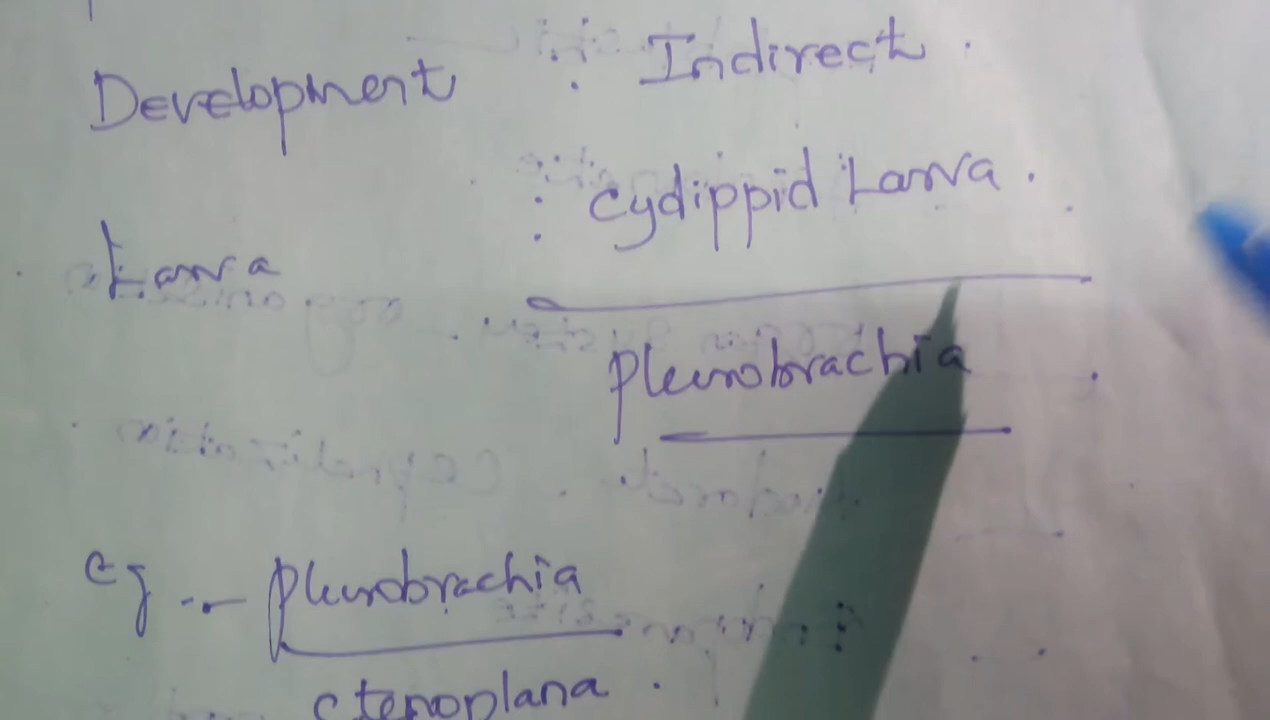 Development : Indirect.
Larva : Cydippid Larva.
Pleurobrachia
eg -- Pleurobrachia
ctenoplana.